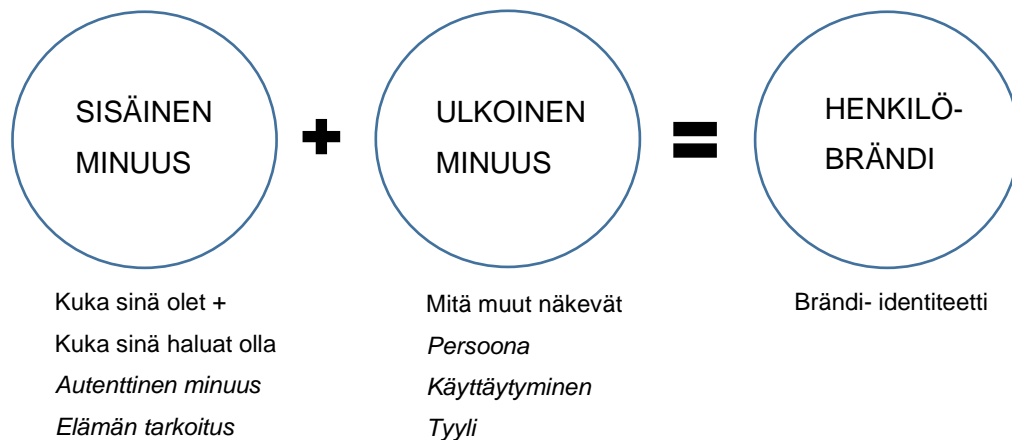 SISÄINEN
MINUUS
+
ULKOINEN
MINUUS
=
HENKILÖ-
BRÄNDI
Kuka sinä olet +
Kuka sinä haluat olla
Autenttinen minuus
Elämän tarkoitus
Mitä muut näkevät
Persoona
Käyttäytyminen
Tyyli
Brändi- identiteetti